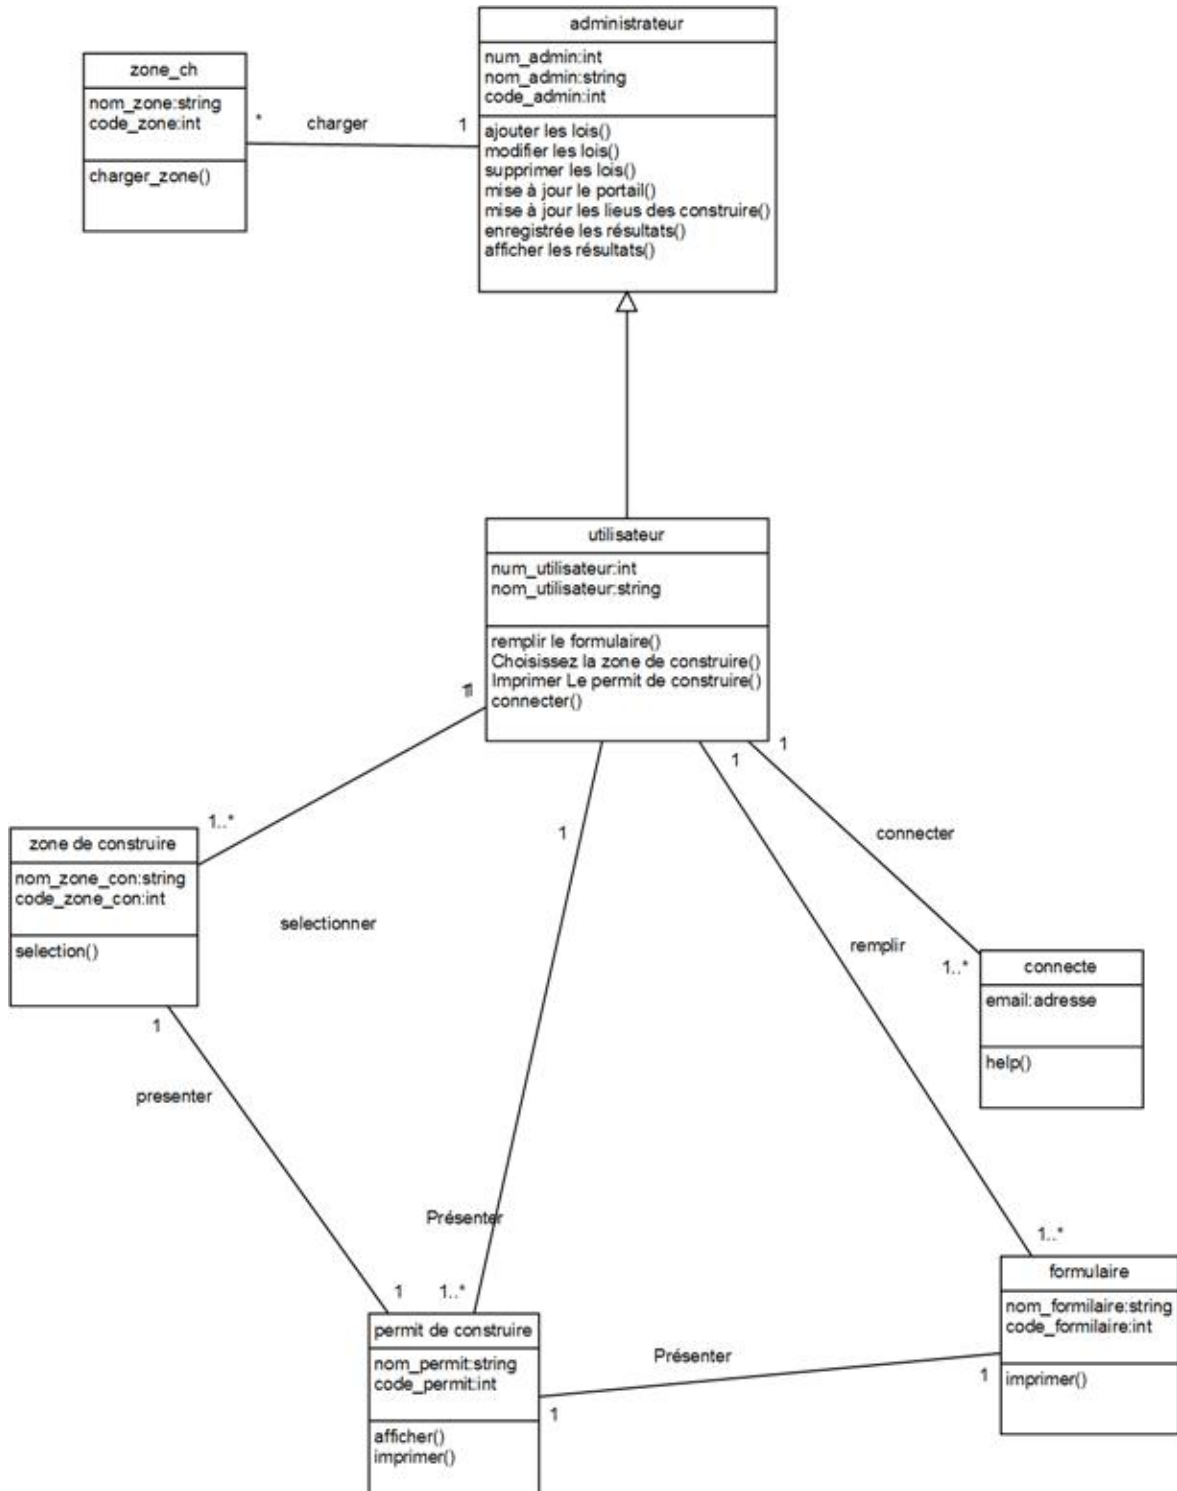 administrateur
num_admin:int
nom_admin:string
code_admin:int
ajouter les lois()
modifier les lois()
supprimer les lois()
mise à jour le portail()
mise à jour les lieus des construire()
enregistrée les résultats()
afficher les résultats()
zone_ch
nom_zone:string
code_zone:int
charger_zone()
*
charger
1
utilisateur
num_utilisateur:int
nom_utilisateur:string
remplir le formulaire()
Choisissez la zone de construire()
Imprimer Le permit de construire()
connecter()
1
1
1
1
1..*
connecter
zone de construire
nom_zone_con:string
code_zone_con:int
selection()
selectionner
remplir
1..*
connecte
email:adresse
help()
1
presenter
Présenter
1..*
1
1..*
formulaire
nom_formilaire:string
code_formilaire:int
imprimer()
permit de construire
nom_permit:string
code_permit:int
afficher()
imprimer()
Présenter
1
1